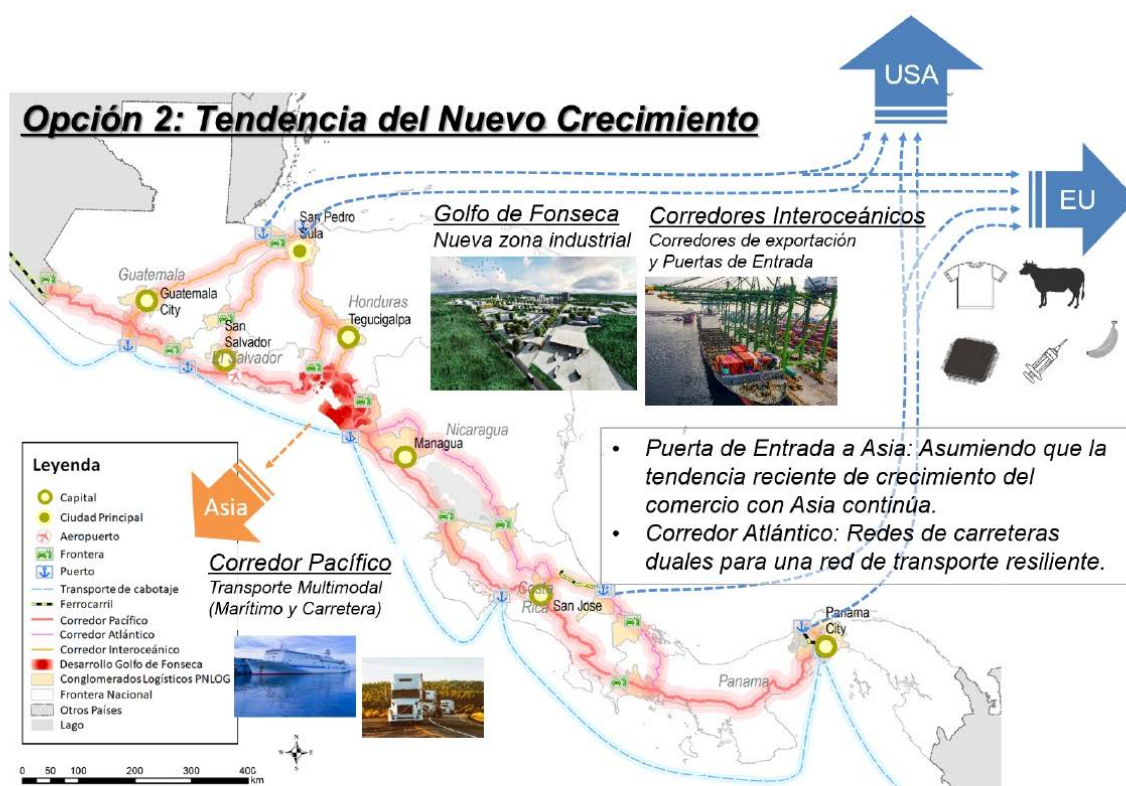 USA
Opción 2: Tendencia del Nuevo Crecimiento
EU
Golfo de Fonseca
Nueva zona industrial
Corredores Interoceánicos
Corredores de exportación
y Puertas de Entrada
San Pedro
Sula
Guatemala
Guatemala
City
Honduras
Tegucigalpa
San
Salvador
El Salvador
Nicaragua
Managua
• Puerta de Entrada a Asia: Asumiendo que la
tendencia reciente de crecimiento del
comercio con Asia continúa.
• Corredor Atlántico: Redes de carreteras
duales para una red de transporte resiliente.
Asia
Corredor Pacífico
Transporte Multimodal
(Marítimo y Carretera)
Costa
Rica
San Jose
Panama
City
Panama
Leyenda
Capital
Ciudad Principal
Aeropuerto
Frontera
Puerto
Transporte de cabotaje
Ferrocarril
Corredor Pacífico
Corredor Atlántico
Corredor Interoceánico
Desarrollo Golfo de Fonseca
Conglomerados Logísticos PNLOG
Frontera Nacional
Otros Países
Lago
N
W E
S
0 50 100 200 300 400
km